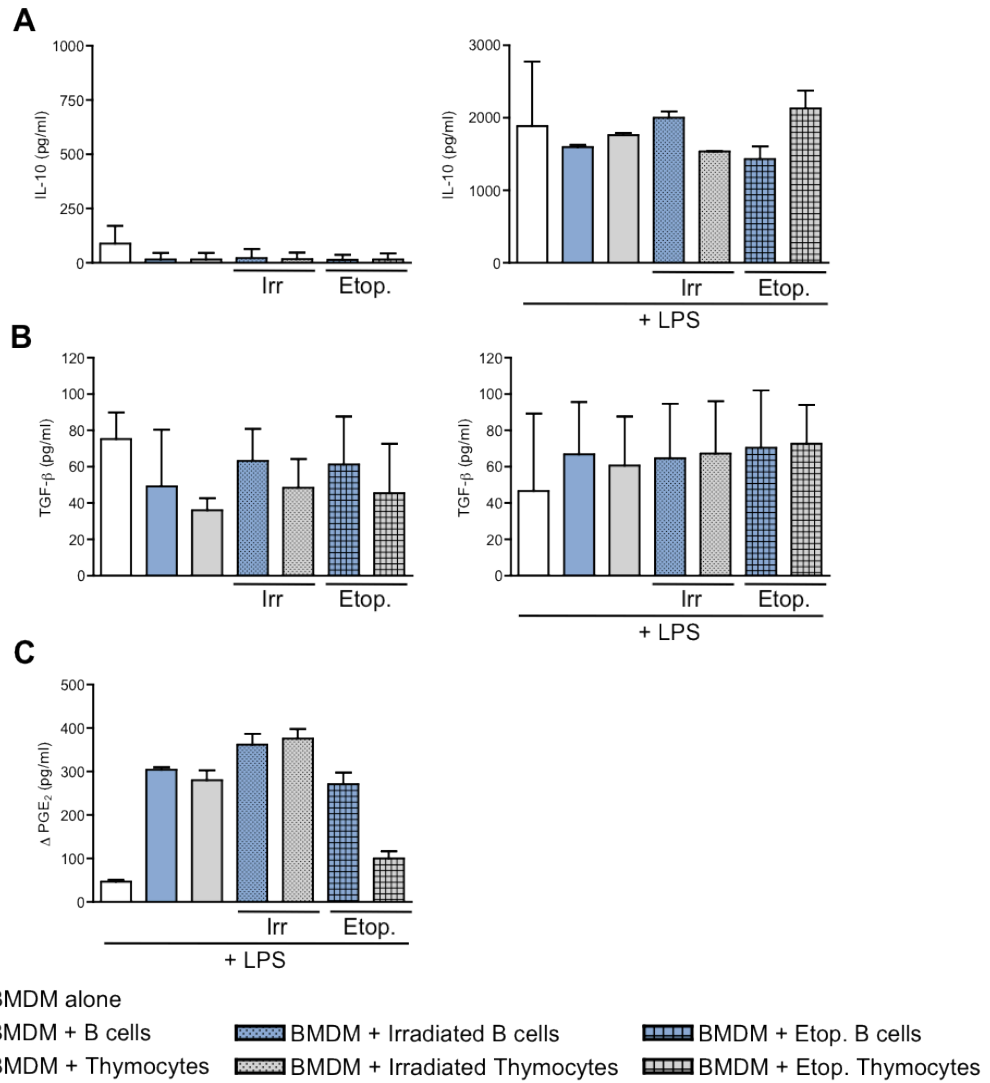 A
1000
750
500
250
0
IL-10 (pg/ml)
Irr
Etop.
3000
2000
1000
0
IL-10 (pg/ml)
Irr
Etop.
+ LPS
B
120
100
80
60
40
20
0
TGF-β (pg/ml)
Irr
Etop.
120
100
80
60
40
20
0
TGF-β (pg/ml)
Irr
Etop.
+ LPS
C
500
400
300
200
100
0
Δ PGE₂ (pg/ml)
Irr
Etop.
+ LPS
BMDM alone
BMDM + B cells
BMDM + Irradiated B cells
BMDM + Etop. B cells
BMDM + Thymocytes
BMDM + Irradiated Thymocytes
BMDM + Etop. Thymocytes